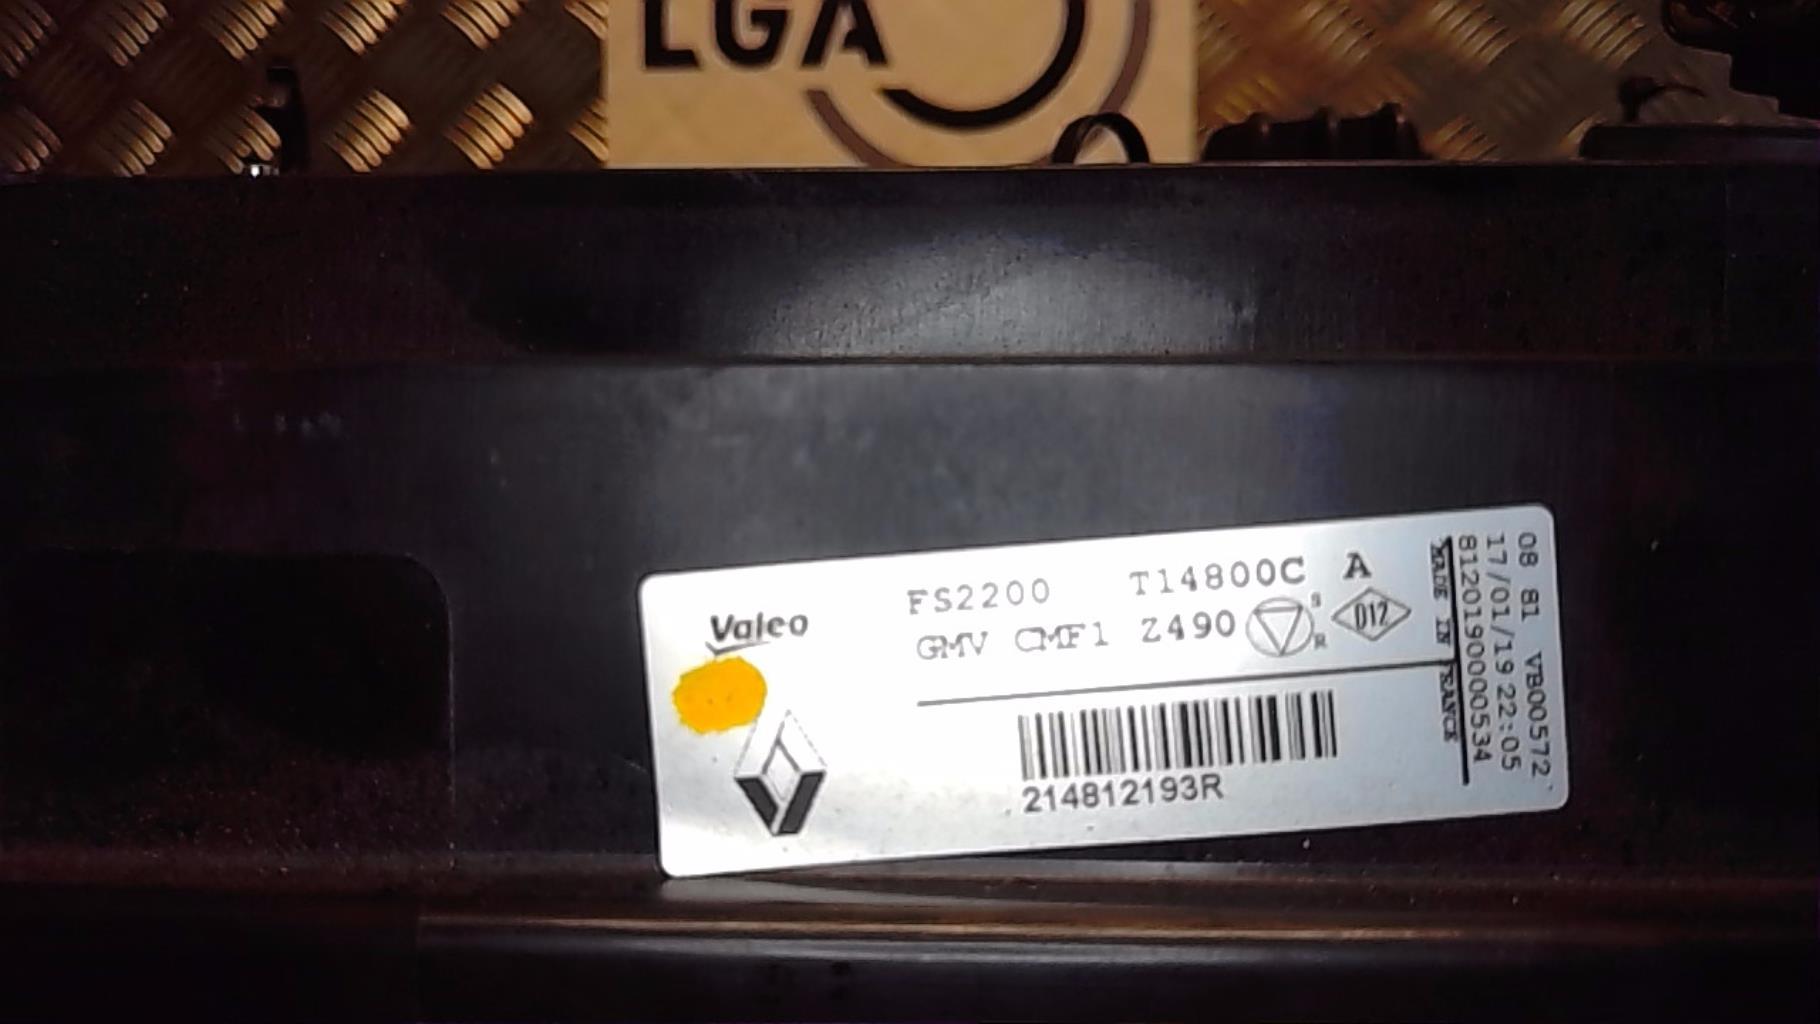 LGA
Valeo
FS2200 T14800C A
GMV CMF1 Z490 S R D12
214812193R
MADE IN FRANCE
8120190000534
17/01/19 22:05
08 81 VB00572